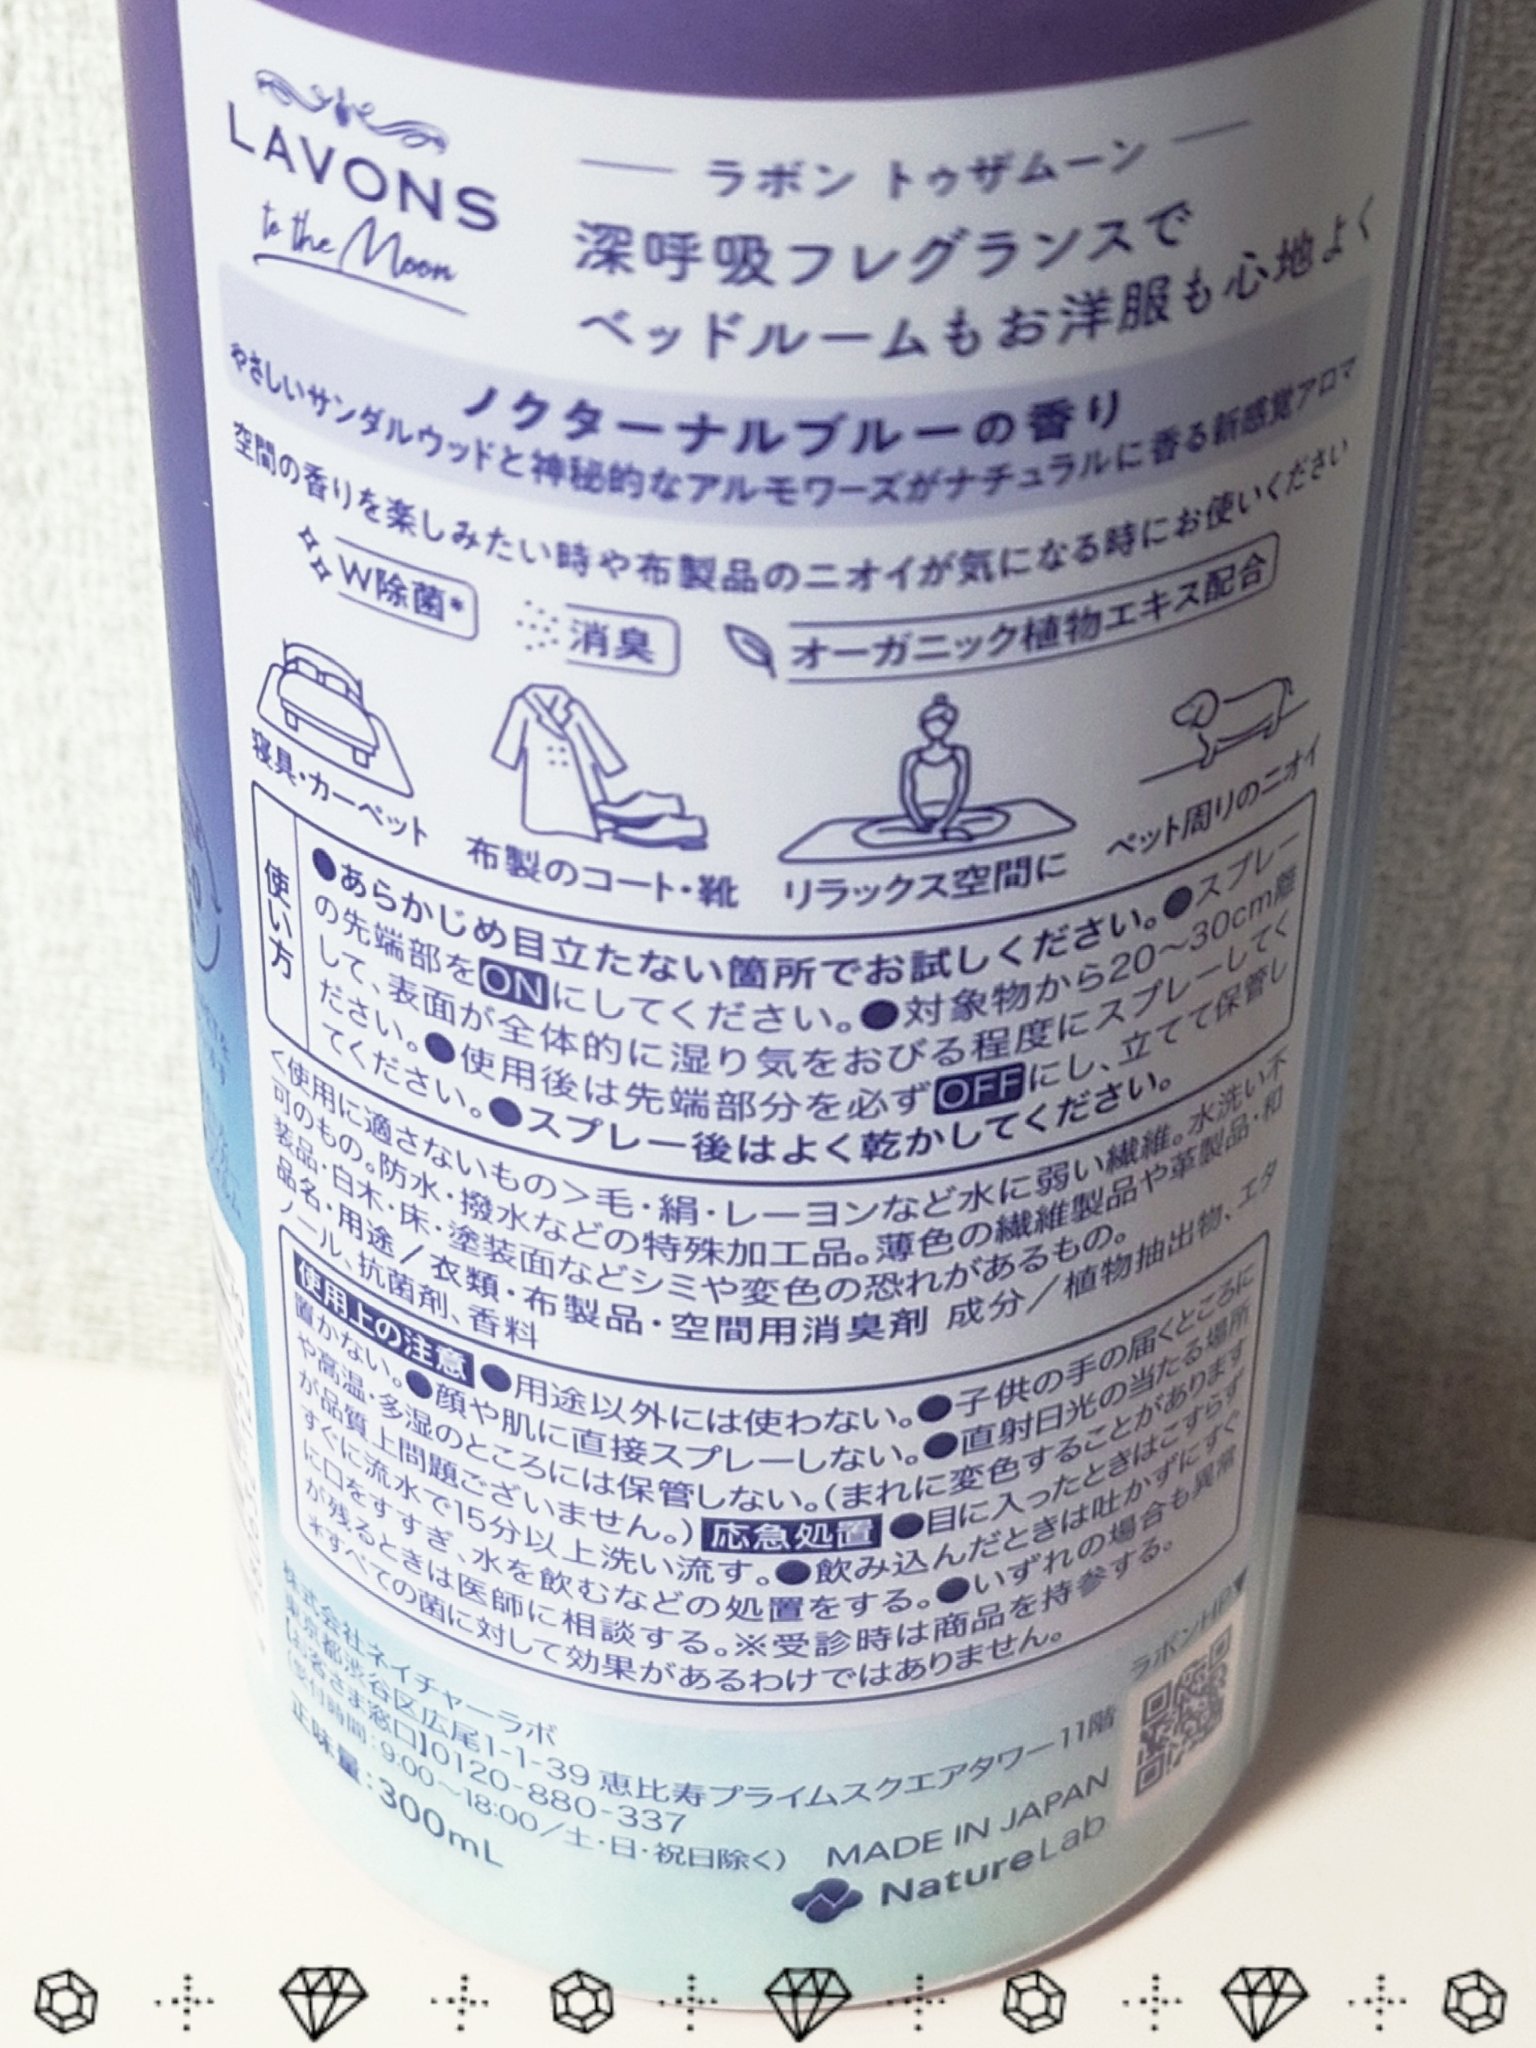 LAVONS
to the Moon
ラボン トゥザムーン
深呼吸フレグランスで
ベッドルームもお洋服も心地よく
ノクターナルブルーの香り
やさしいサンダルウッドと神秘的なアルモワーズがナチュラルに香る新感覚アロマ
空間の香りを楽しみたい時や布製品のニオイが気になる時にお使いください
W除菌*
消臭
オーガニック植物エキス配合
寝具・カーペット
布製のコート・靴
リラックス空間に
ペット周りのニオイ
使い方
●あらかじめ目立たない箇所でお試しください。●スプレー
の先端部をONにしてください。●対象物から20〜30cm離
して、表面が全体的に湿り気をおびる程度にスプレーしてく
ださい。●使用後は先端部分を必ずOFFにし、立てて保管し
てください。●スプレー後はよく乾かしてください。
<使用に適さないもの>毛・絹・レーヨンなど水に弱い繊維。水洗い不
可のもの。防水・撥水などの特殊加工品。薄色の繊維製品や革製品・和
装品・白木・床・塗装面などシミや変色の恐れがあるもの。
品名・用途/衣類・布製品・空間用消臭剤 成分/植物抽出物、エタ
ノール、抗菌剤、香料
使用上の注意 ●用途以外には使わない。●子供の手の届くところに
置かない。●顔や肌に直接スプレーしない。●直射日光の当たる場所
や高温・多湿のところには保管しない。(まれに変色することがあります
が品質上問題ございません。) 応急処置 ●目に入ったときはこすらず
すぐに流水で15分以上洗い流す。●飲み込んだときは吐かずにすぐ
に口をすすぎ、水を飲むなどの処置をする。●いずれの場合も異常
が残るときは医師に相談する。※受診時は商品を持参する。
*すべての菌に対して効果があるわけではありません。
株式会社ネイチャーラボ
東京都渋谷区広尾1-1-39 恵比寿プライムスクエアタワー11階
【お客さま窓口】0120-880-337
(受付時間:9:00〜18:00/土・日・祝日除く)
正味量:300mL
ラボンHP▼
MADE IN JAPAN
NatureLab